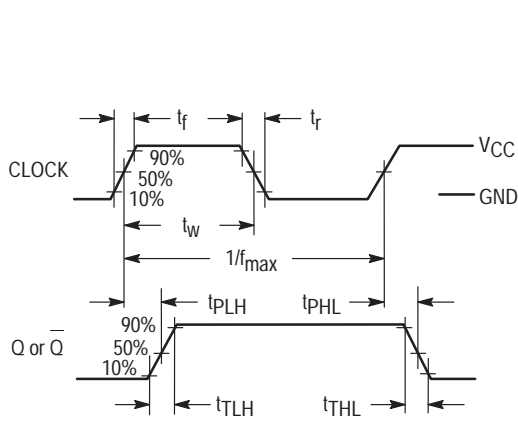 tf
tr
CLOCK
90%
50%
10%
VCC
GND
tw
1/fmax
tPLH
tPHL
Q or Q̅
90%
50%
10%
tTLH
tTHL